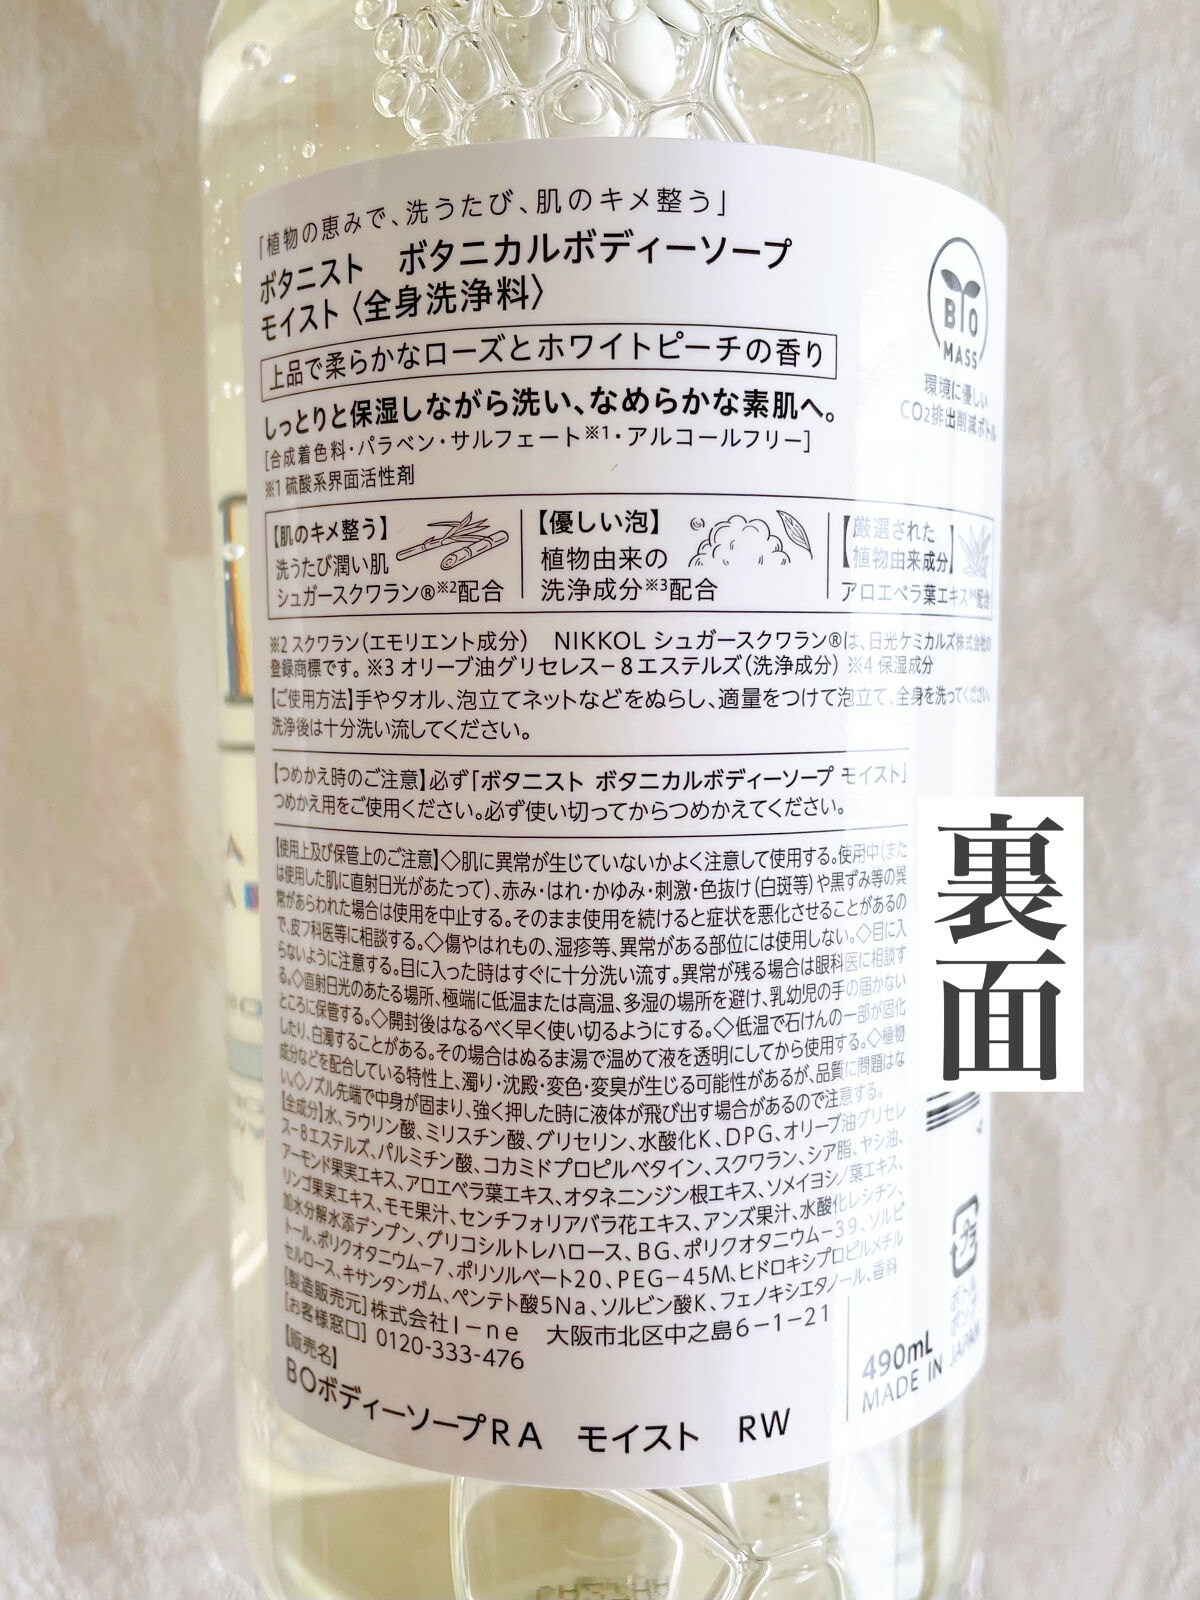 「植物の恵みで、洗うたび、肌のキメ整う」
ボタニスト ボタニカルボディーソープ
モイスト〈全身洗浄料〉
上品で柔らかなローズとホワイトピーチの香り
しっとりと保湿しながら洗い、なめらかな素肌へ。
[合成着色料・パラベン・サルフェート※1・アルコールフリー]
※1 硫酸系界面活性剤
BIO
MASS
環境に優しい
CO2排出削減ボトル
【肌のキメ整う】
洗うたび潤い肌
シュガースクワラン®※2配合
【優しい泡】
植物由来の
洗浄成分※3配合
【厳選された
植物由来成分】
アロエベラ葉エキス※4配合
※2 スクワラン(エモリエント成分) NIKKOL シュガースクワラン®は、日光ケミカルズ株式会社の
登録商標です。 ※3 オリーブ油グリセレス−8エステルズ(洗浄成分) ※4 保湿成分
【ご使用方法】手やタオル、泡立てネットなどをぬらし、適量をつけて泡立て、全身を洗ってください。
洗浄後は十分洗い流してください。
【つめかえ時のご注意】必ず「ボタニスト ボタニカルボディーソープ モイスト」
つめかえ用をご使用ください。必ず使い切ってからつめかえてください。
【使用上及び保管上のご注意】◇肌に異常が生じていないかよく注意して使用する。使用中(また
は使用した肌に直射日光があたって)、赤み・はれ・かゆみ・刺激・色抜け(白斑等)や黒ずみ等の異
常があらわれた場合は使用を中止する。そのまま使用を続けると症状を悪化させることがあるの
で、皮フ科医等に相談する。◇傷やはれもの、湿疹等、異常がある部位には使用しない。◇目に入
らないように注意する。目に入った時はすぐに十分洗い流す。異常が残る場合は眼科医に相談す
る。◇直射日光のあたる場所、極端に低温または高温、多湿の場所を避け、乳幼児の手の届かない
ところに保管する。◇開封後はなるべく早く使い切るようにする。◇低温で石けんの一部が固化
したり、白濁することがある。その場合はぬるま湯で温めて液を透明にしてから使用する。◇植物
成分などを配合している特性上、濁り・沈殿・変色・変臭が生じる可能性があるが、品質に問題はな
い。◇ノズル先端で中身が固まり、強く押した時に液体が飛び出す場合があるので注意する。
【全成分】水、ラウリン酸、ミリスチン酸、グリセリン、水酸化K、DPG、オリーブ油グリセレ
ス−8エステルズ、パルミチン酸、コカミドプロピルベタイン、スクワラン、シア脂、ヤシ油、
アーモンド果実エキス、アロエベラ葉エキス、オタネニンジン根エキス、ソメイヨシノ葉エキス、
リンゴ果実エキス、モモ果汁、センチフォリアバラ花エキス、アンズ果汁、水酸化レシチン、
加水分解水添デンプン、グリコシルトレハロース、BG、ポリクオタニウム−39、ソルビ
トール、ポリクオタニウム−7、ポリソルベート20、PEG−45M、ヒドロキシプロピルメチル
セルロース、キサンタンガム、ペンテト酸5Na、ソルビン酸K、フェノキシエタノール、香料
[製造販売元] 株式会社I−ne 大阪市北区中之島6−1−21
[お客様窓口] 0120-333-476
【販売名】
BOボディーソープRA モイスト RW
プラ
ボトル
ポンプ
490mL
MADE IN JAPAN
裏面